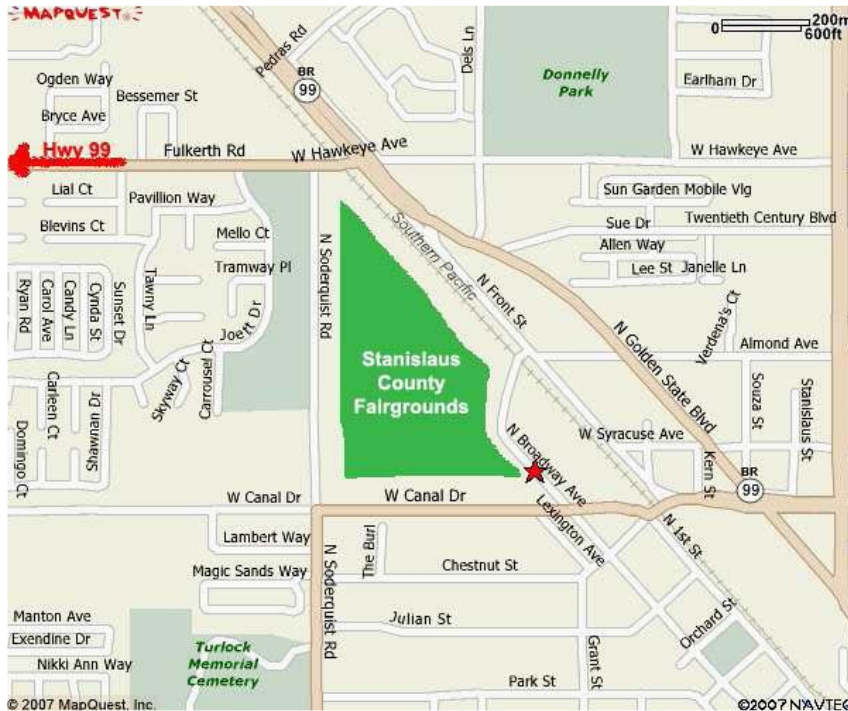 MAPQUEST
0 200m
600ft
Pedras Rd
Dels Ln
BR
99
Donnelly
Park
Earlham Dr
Ogden Way
Bessemer St
Bryce Ave
Hwy 99
Fulkerth Rd
W Hawkeye Ave
W Hawkeye Ave
Lial Ct
Pavillion Way
Sun Garden Mobile Vlg
Blevins Ct
Mello Ct
Southern Pacific
Sue Dr
Twentieth Century Blvd
Allen Way
Lee St
Janelle Ln
N Soderquist Rd
Tramway Pl
Tawny Ln
Ryan Rd
Carol Ave
Candy Ln
Cynda St
Sunset Dr
Joett Dr
N Front St
Verdena's Ct
N Golden State Blvd
Almond Ave
Stanislaus
County
Fairgrounds
Skyway Ct
Carrousel Ct
Carleen Ct
Sherman Dr
Domingo Ct
Souza St
Stanislaus St
N Broadway Ave
W Syracuse Ave
Kern St
BR
99
W Canal Dr
W Canal Dr
Lexington Ave
N 1st St
Lambert Way
The Burl
Chestnut St
Magic Sands Way
N Soderquist Rd
Manton Ave
Julian St
Orchard St
Exendine Dr
Turlock
Memorial
Cemetery
Grant St
Nikki Ann Way
Park St
© 2007 MapQuest, Inc.
©2007 NAVTEQ